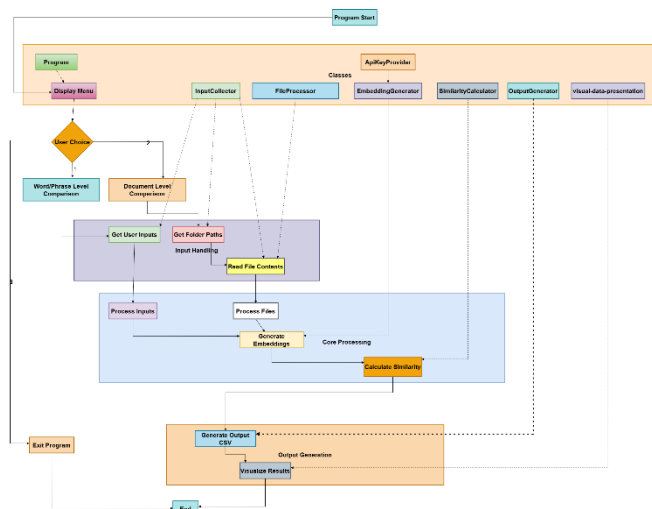 Program Start
Program
ApiKeyProvider
Classes
Display Menu
InputCollector
FileProcessor
EmbeddingGenerator
SimilarityCalculator
OutputGenerator
visual-data-presentation
User Choice
Word/Phrase Level
Comparison
Document Level
Comparison
Get User Inputs
Get Folder Paths
Input Handling
Read File Contents
Process Inputs
Process Files
Generate
Embeddings
Core Processing
Calculate Similarity
Generate Output
CSV
Exit Program
Output Generation
Visualize Results
End